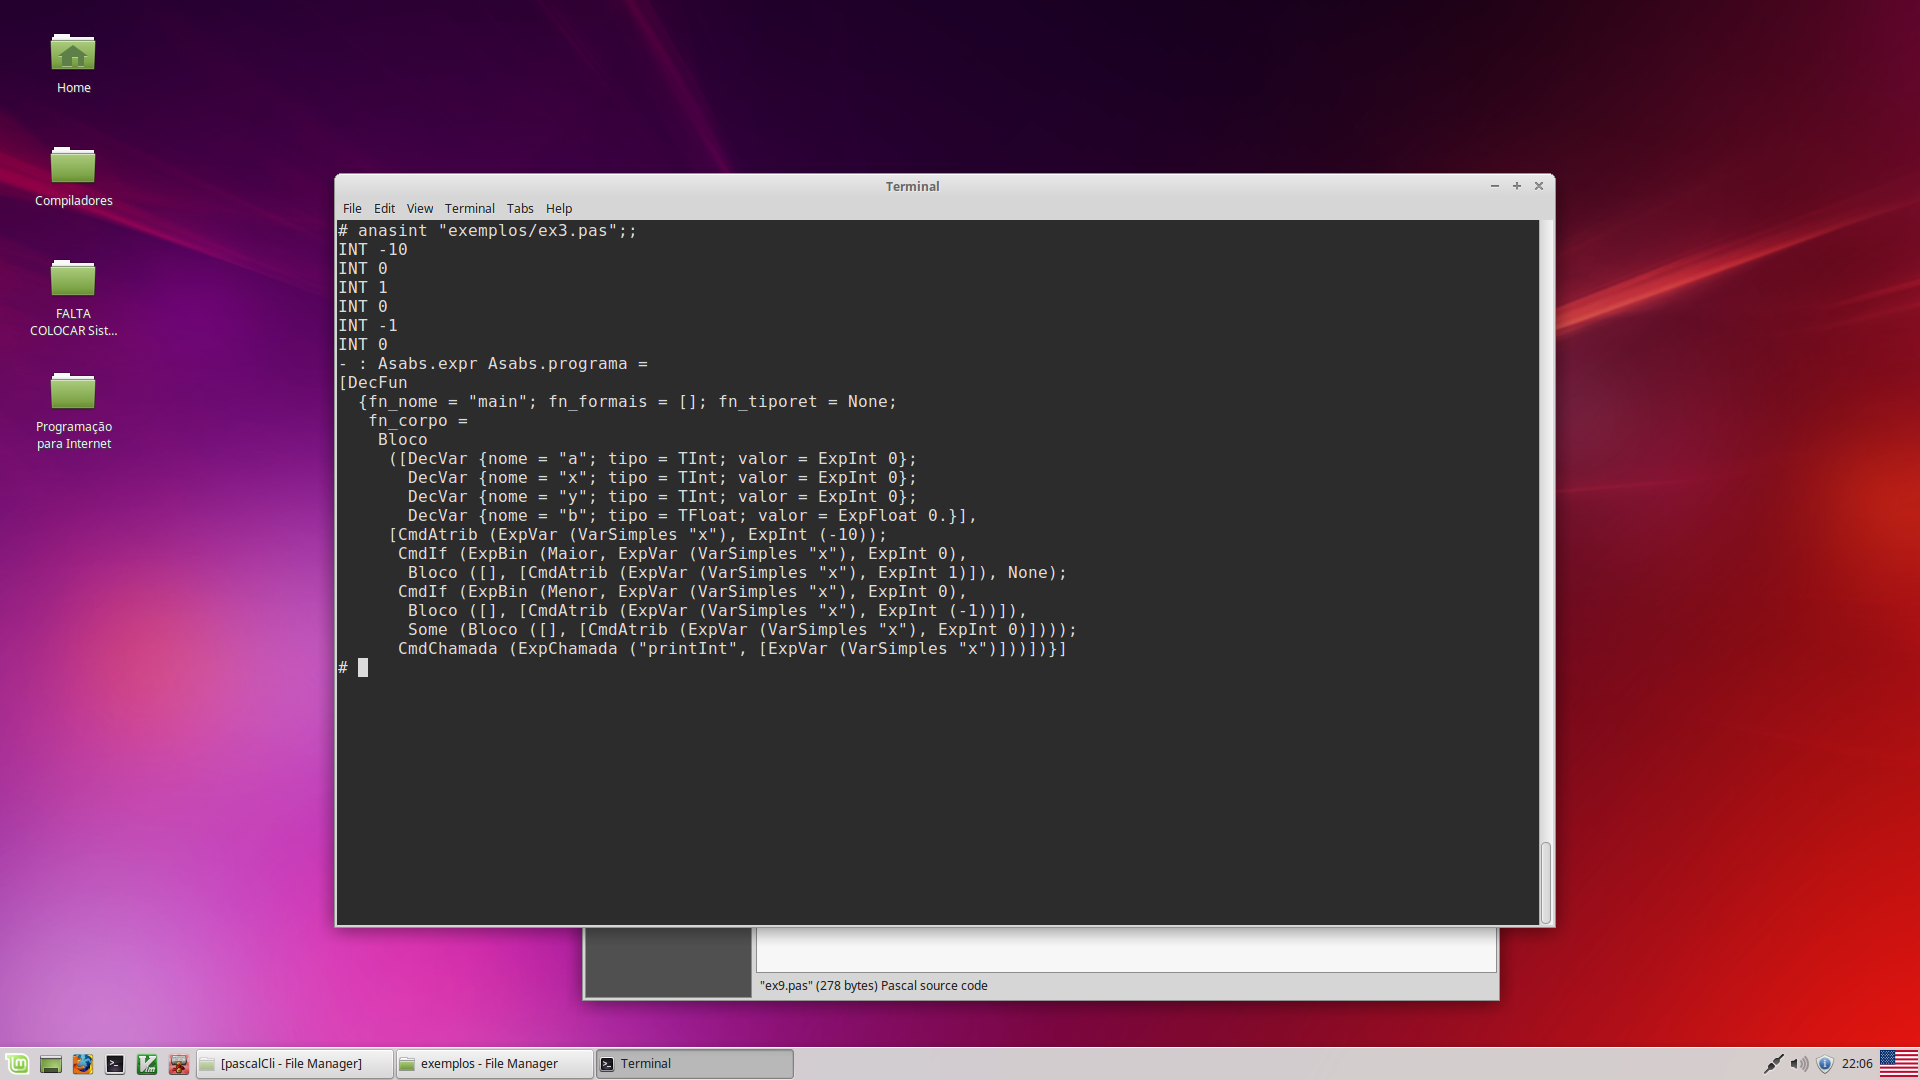 Home
Compiladores
FALTA
COLOCAR Sist...
Programação
para Internet
Terminal
File Edit View Terminal Tabs Help
# anasint "exemplos/ex3.pas";;
INT -10
INT 0
INT 1
INT 0
INT -1
INT 0
- : Asabs.expr Asabs.programa =
[DecFun
  {fn_nome = "main"; fn_formais = []; fn_tiporet = None;
   fn_corpo =
    Bloco
     ([DecVar {nome = "a"; tipo = TInt; valor = ExpInt 0};
       DecVar {nome = "x"; tipo = TInt; valor = ExpInt 0};
       DecVar {nome = "y"; tipo = TInt; valor = ExpInt 0};
       DecVar {nome = "b"; tipo = TFloat; valor = ExpFloat 0.}],
     [CmdAtrib (ExpVar (VarSimples "x"), ExpInt (-10));
      CmdIf (ExpBin (Maior, ExpVar (VarSimples "x"), ExpInt 0),
       Bloco ([], [CmdAtrib (ExpVar (VarSimples "x"), ExpInt 1)]), None);
      CmdIf (ExpBin (Menor, ExpVar (VarSimples "x"), ExpInt 0),
       Bloco ([], [CmdAtrib (ExpVar (VarSimples "x"), ExpInt (-1))]),
       Some (Bloco ([], [CmdAtrib (ExpVar (VarSimples "x"), ExpInt 0)])));
      CmdChamada (ExpChamada ("printInt", [ExpVar (VarSimples "x")]))])}]
#
"ex9.pas" (278 bytes) Pascal source code
[pascalCli - File Manager]
exemplos - File Manager
Terminal
22:06